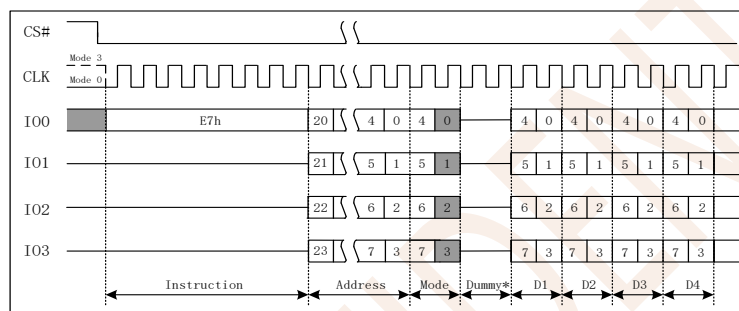 CS#
Mode 3
CLK
Mode 0
IO0 E7h 20 4 0 4 0 4 0 4 0 4 0 4 0
IO1 21 5 1 5 1 5 1 5 1 5 1 5 1
IO2 22 6 2 6 2 6 2 6 2 6 2 6 2
IO3 23 7 3 7 3 7 3 7 3 7 3 7 3
Instruction Address Mode Dummy* D1 D2 D3 D4